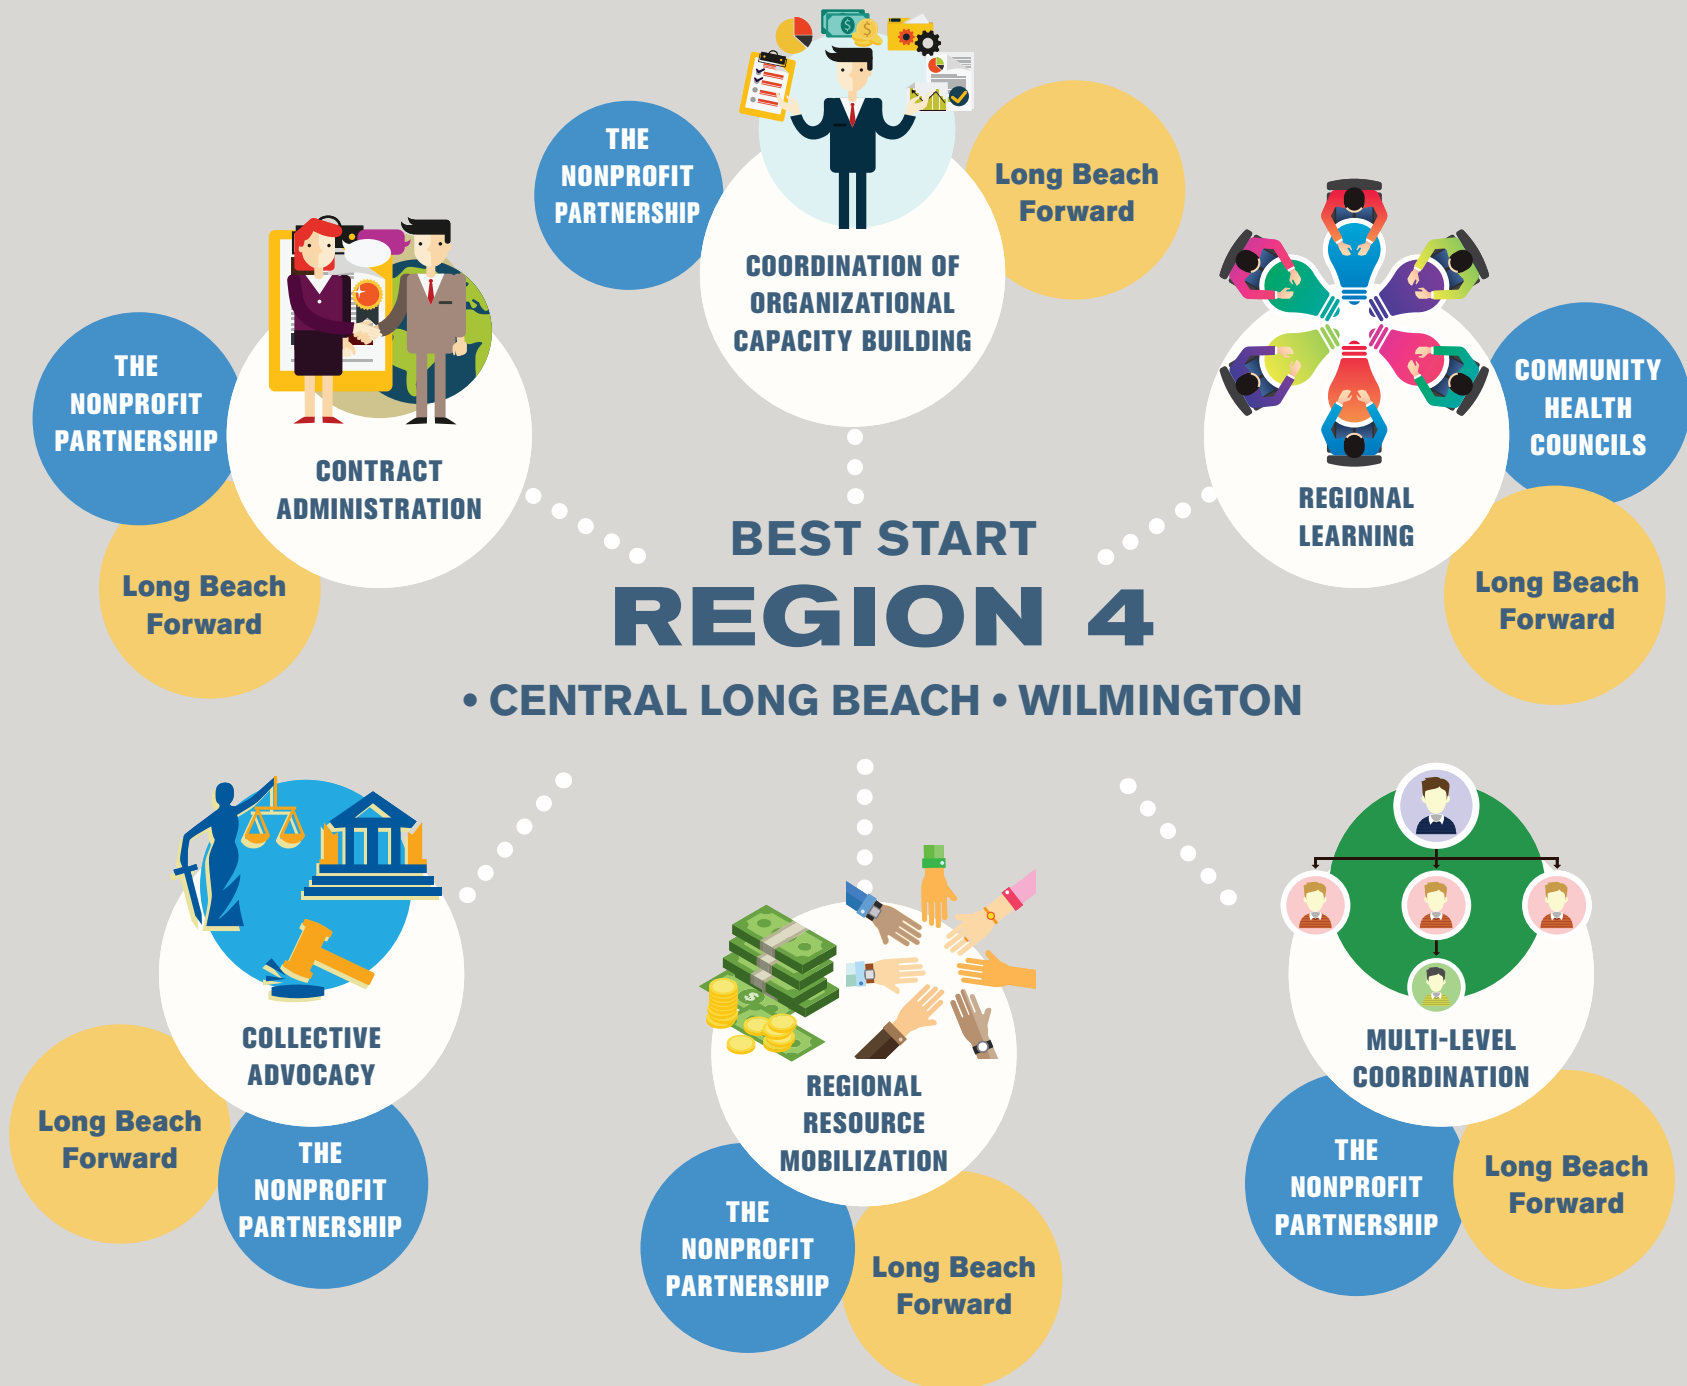 THE
NONPROFIT
PARTNERSHIP
Long Beach
Forward
COORDINATION OF
ORGANIZATIONAL
CAPACITY BUILDING
THE
NONPROFIT
PARTNERSHIP
Long Beach
Forward
CONTRACT
ADMINISTRATION
COMMUNITY
HEALTH
COUNCILS
Long Beach
Forward
REGIONAL
LEARNING
BEST START
REGION 4
• CENTRAL LONG BEACH • WILMINGTON
COLLECTIVE
ADVOCACY
Long Beach
Forward
THE
NONPROFIT
PARTNERSHIP
REGIONAL
RESOURCE
MOBILIZATION
THE
NONPROFIT
PARTNERSHIP
Long Beach
Forward
MULTI-LEVEL
COORDINATION
THE
NONPROFIT
PARTNERSHIP
Long Beach
Forward